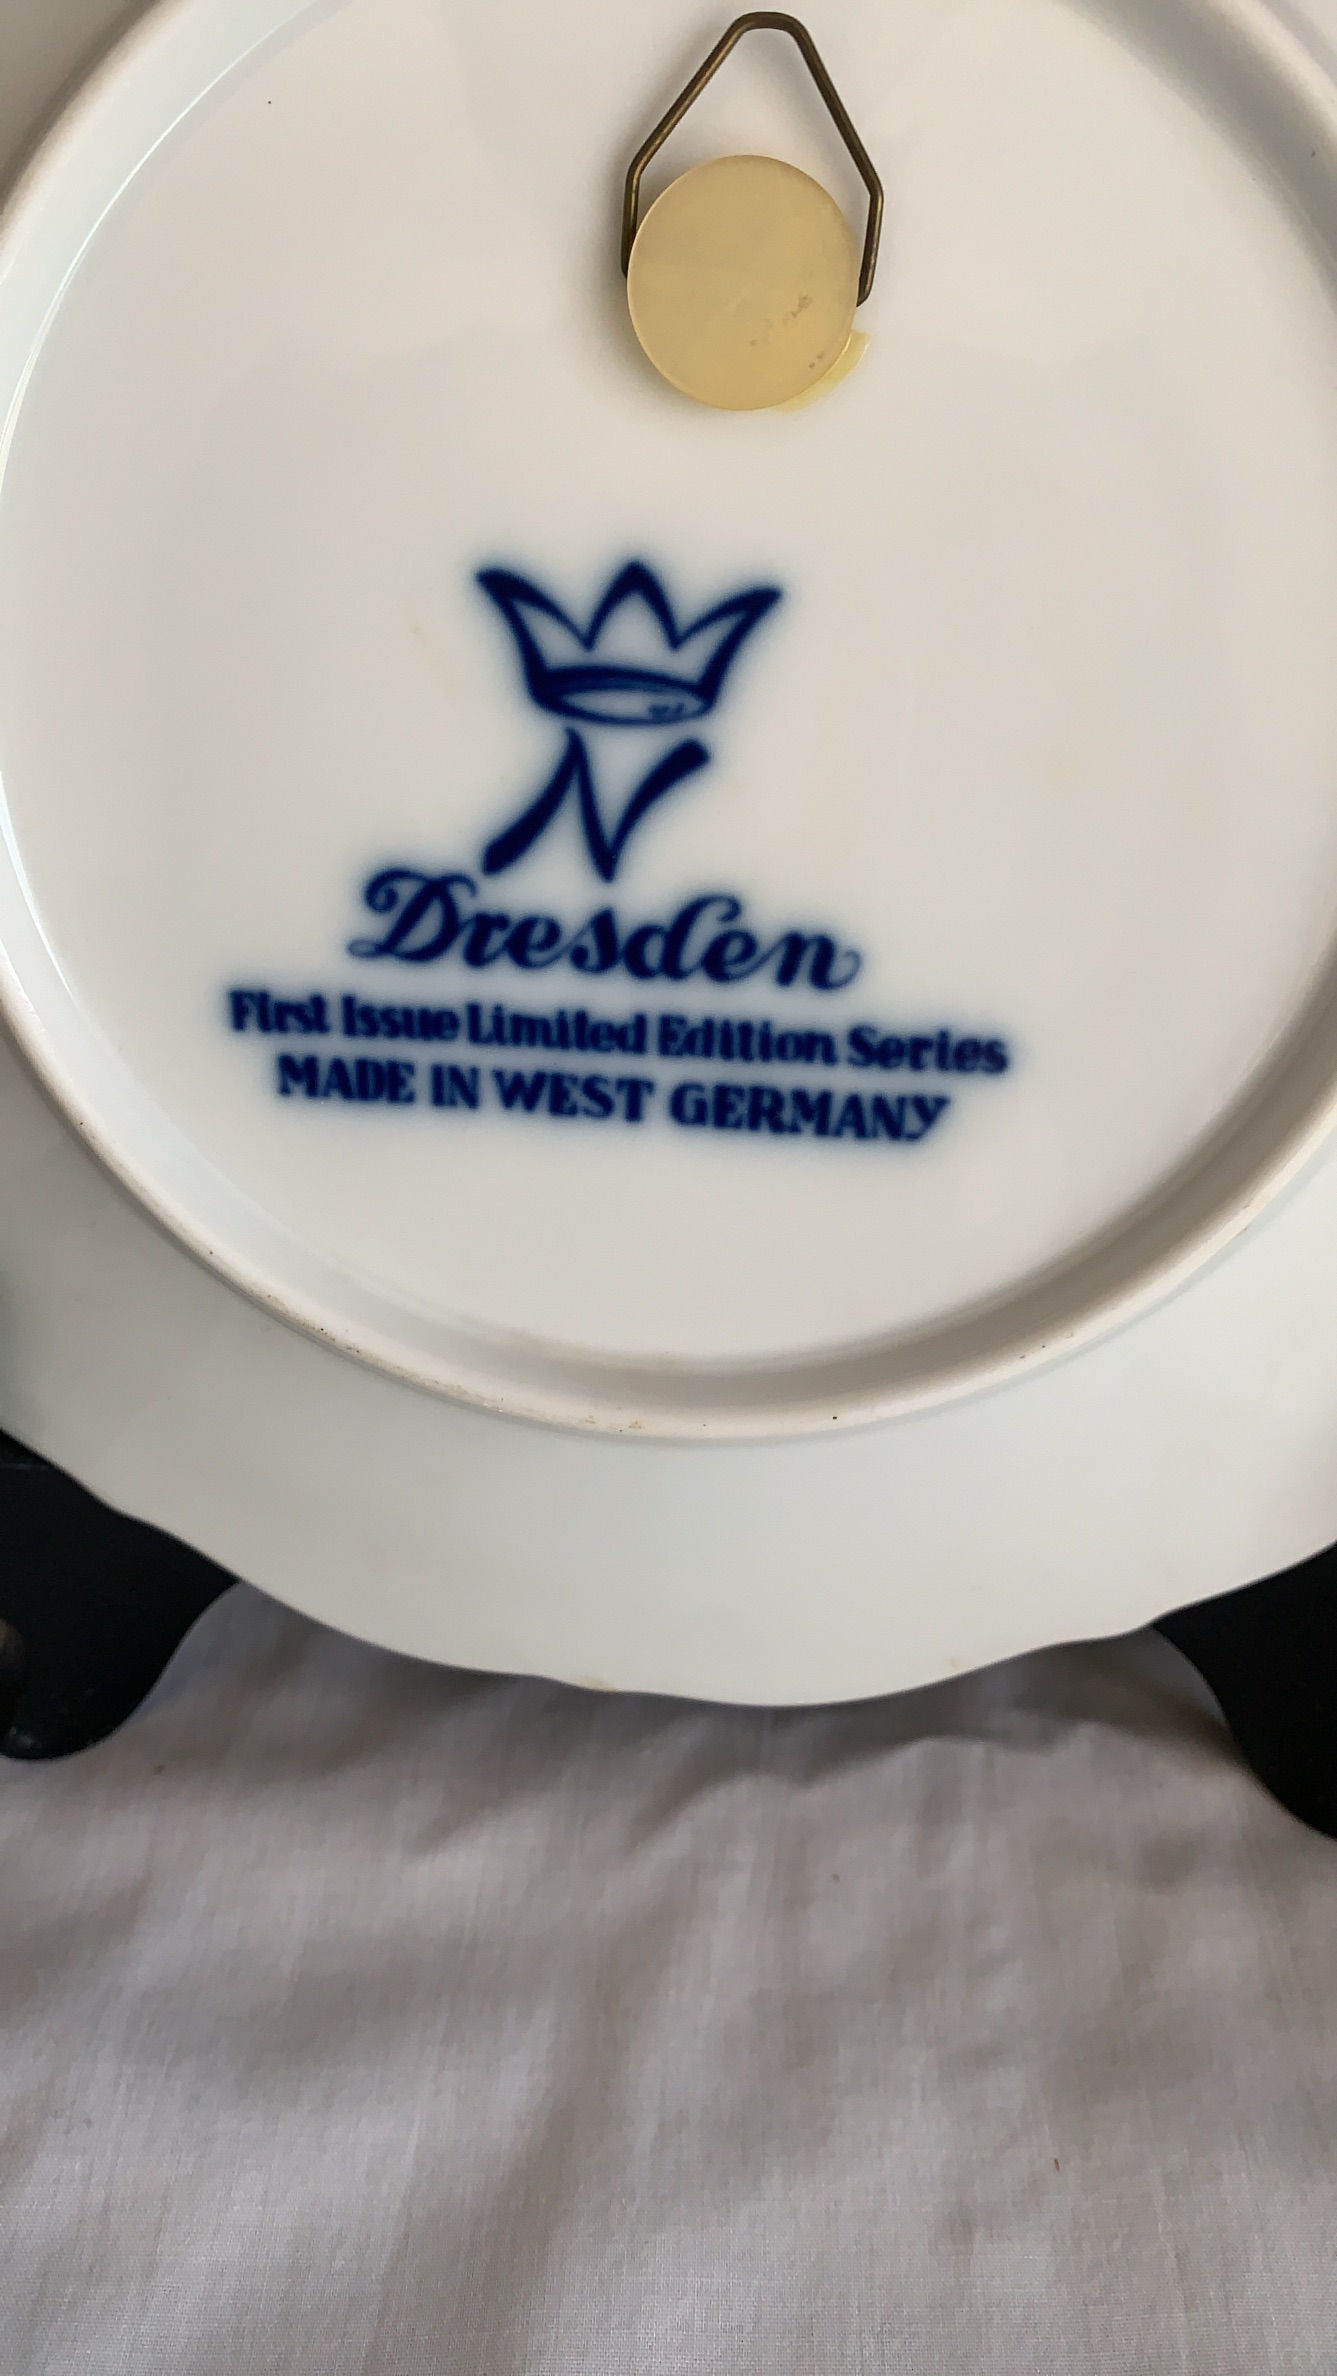 N
Dresden
First Issue Limited Edition Series
MADE IN WEST GERMANY